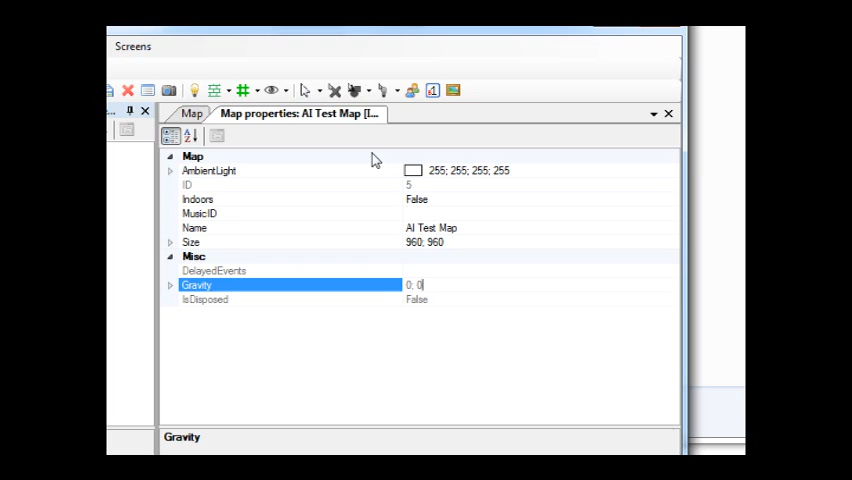 Screens
Map
Map properties: AI Test Map [I...
Map
AmbientLight 255; 255; 255; 255
ID 5
Indoors False
MusicID
Name AI Test Map
Size 960; 960
Misc
DelayedEvents
Gravity 0; 0
IsDisposed False
Gravity